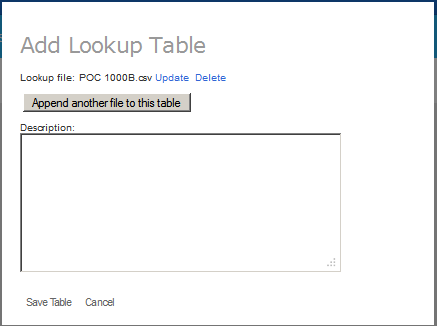 Add Lookup Table
Lookup file: POC 1000B.csv Update Delete
Append another file to this table
Description:
Save Table Cancel